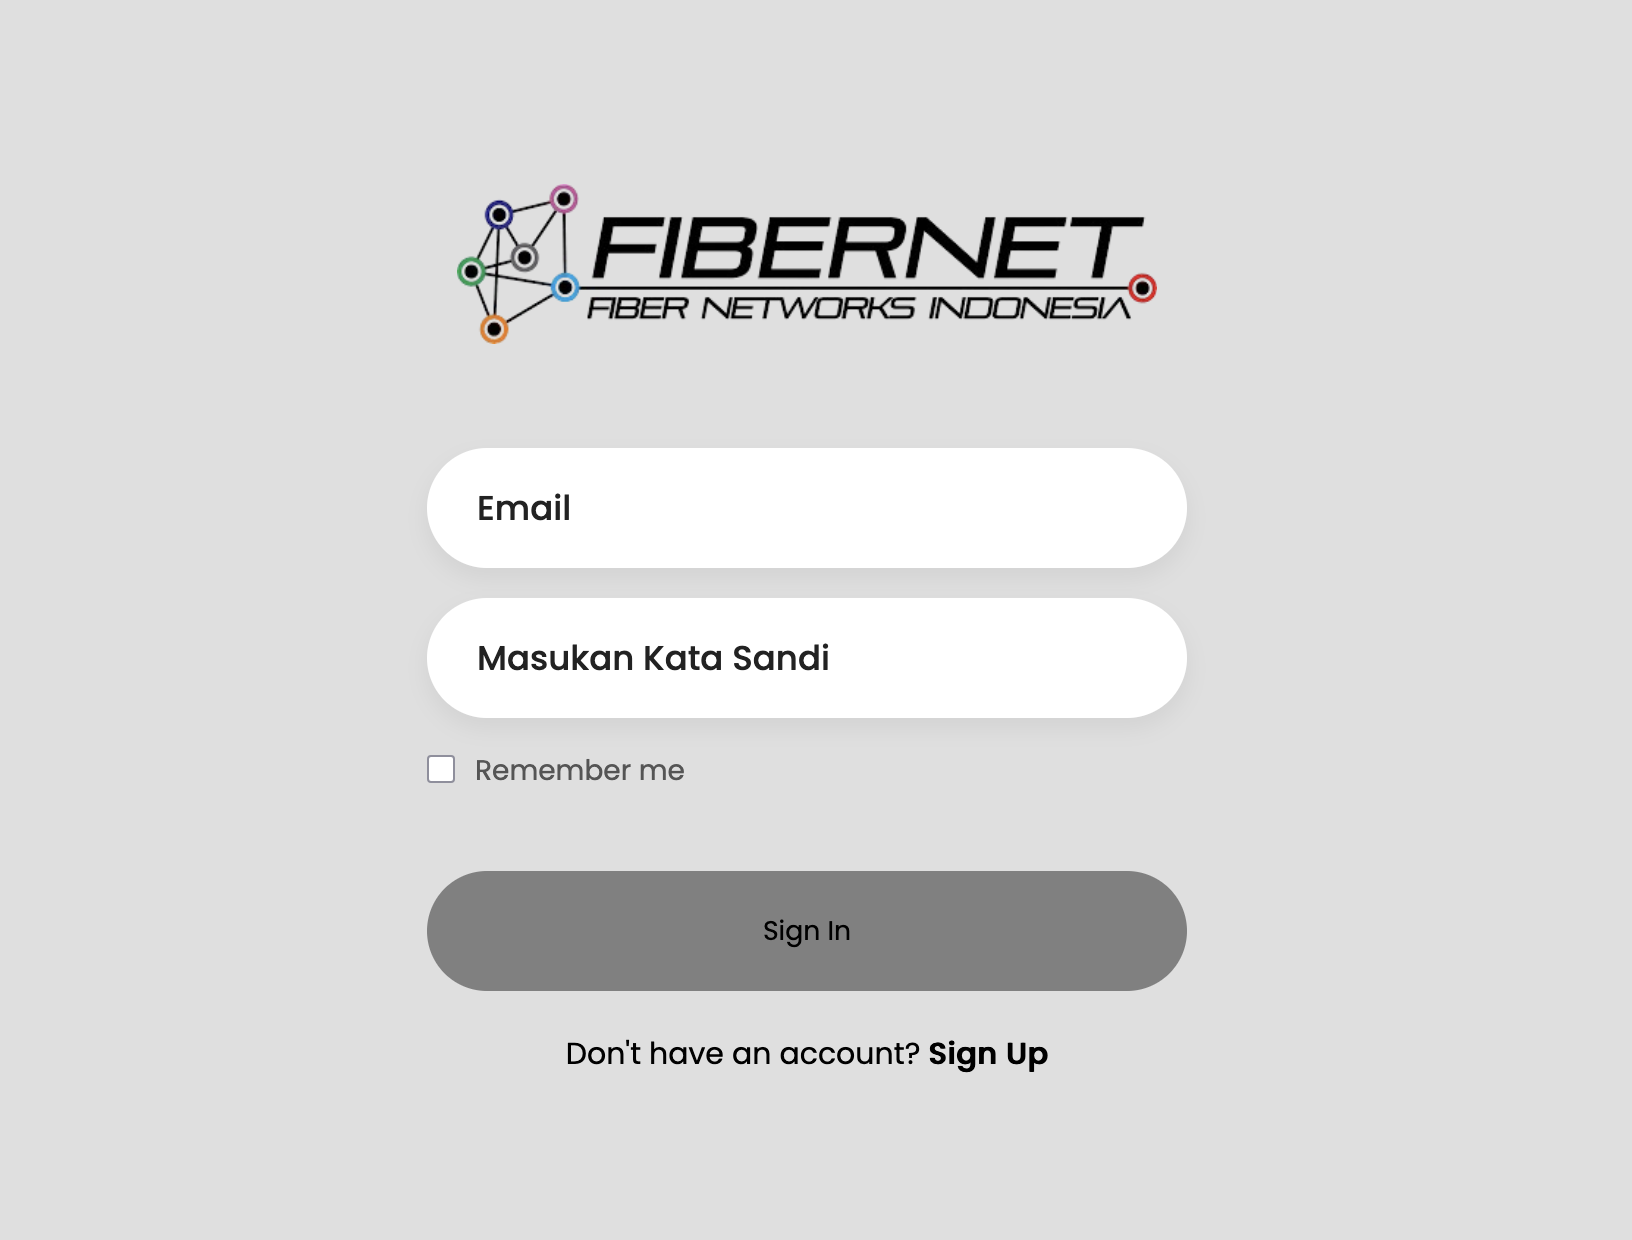 FIBERNET
FIBER NETWORKS INDONESIA
Email
Masukan Kata Sandi
Remember me
Sign In
Don't have an account? Sign Up